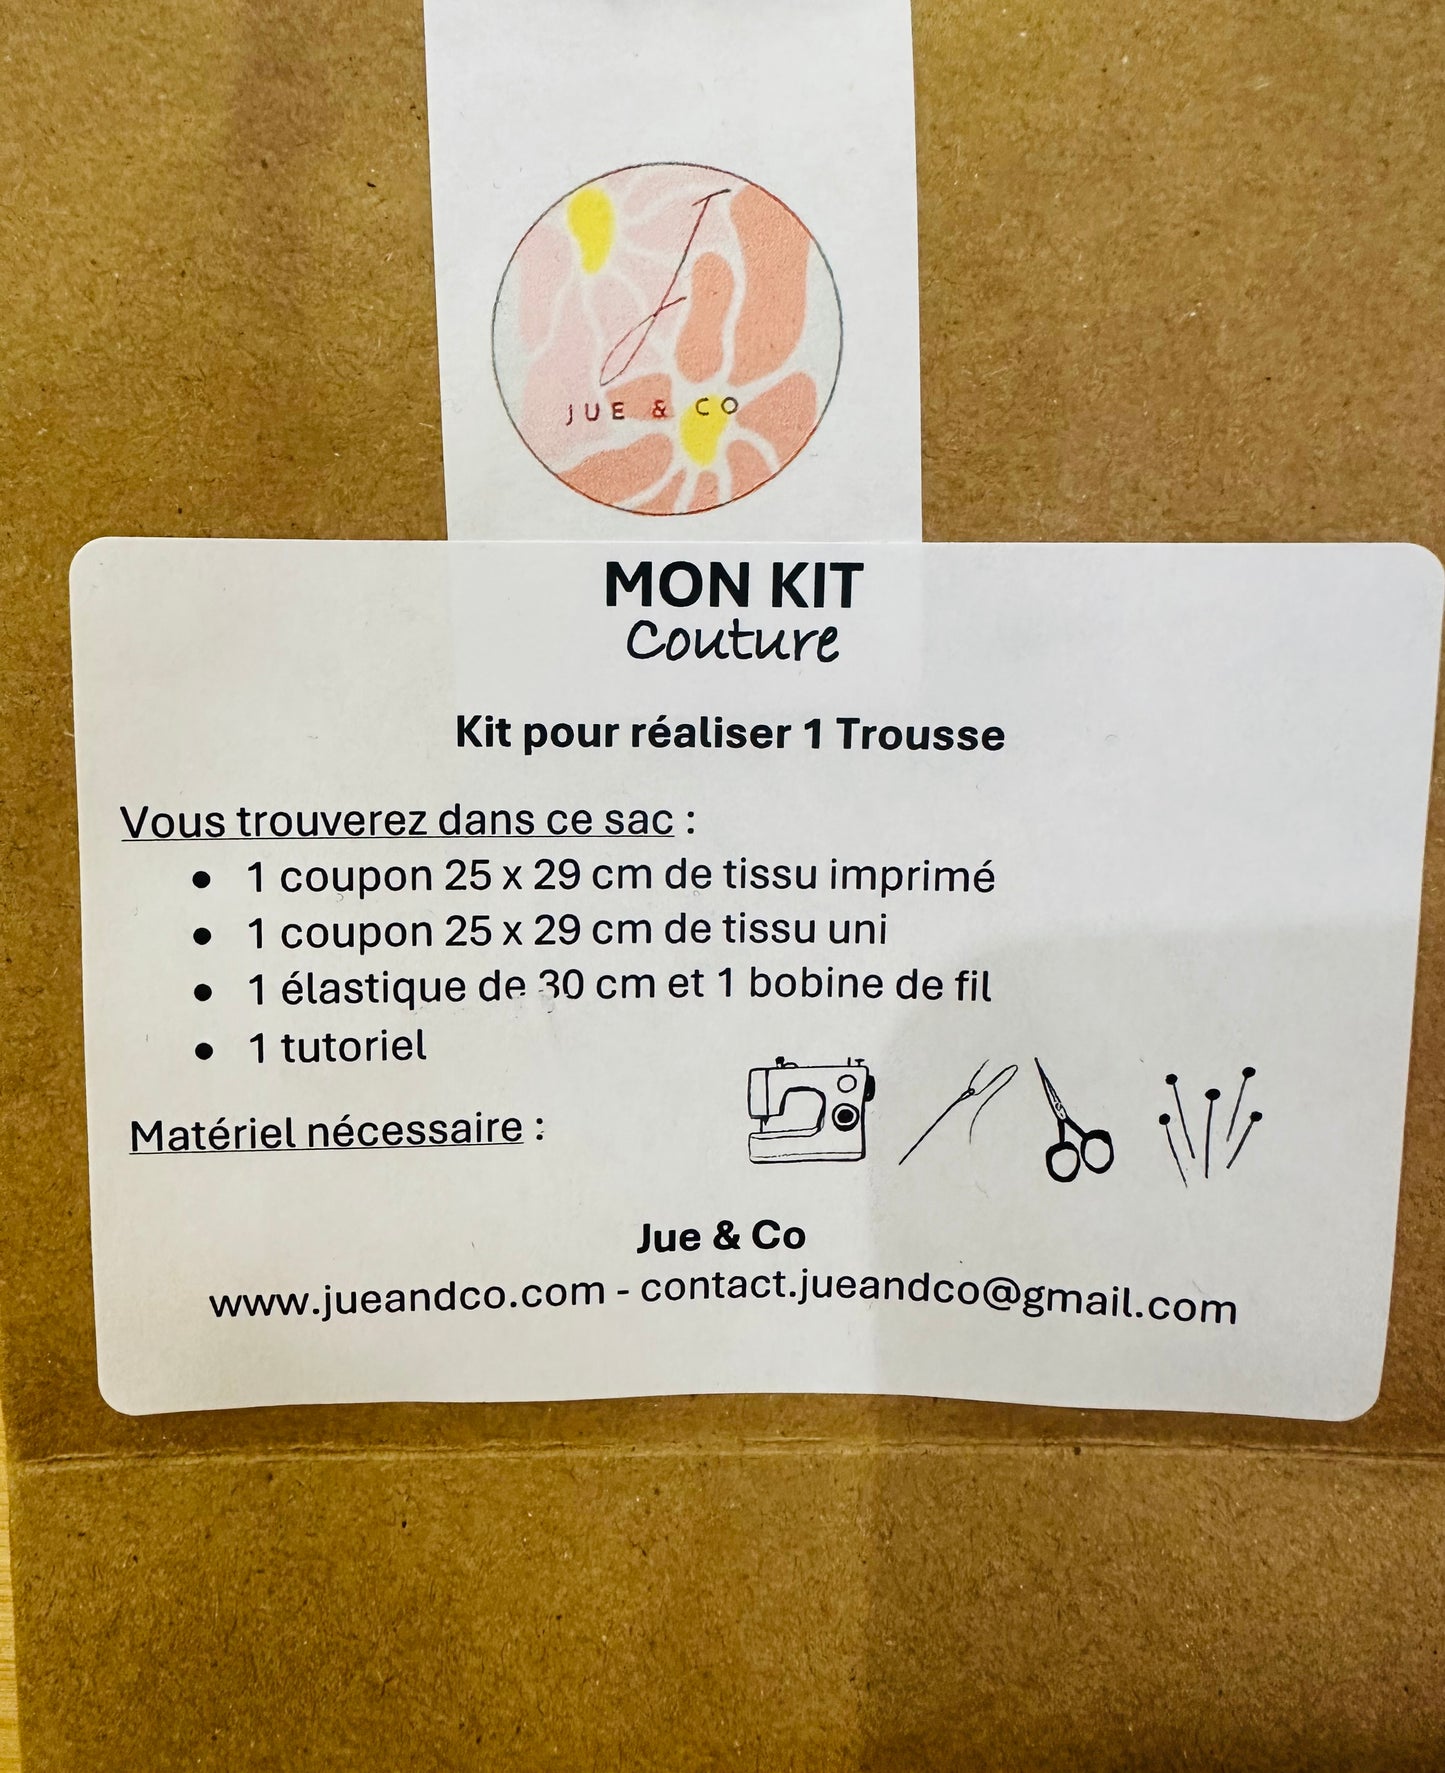 J
JUE & CO
MON KIT
Couture
Kit pour réaliser 1 Trousse
Vous trouverez dans ce sac :
• 1 coupon 25 x 29 cm de tissu imprimé
• 1 coupon 25 x 29 cm de tissu uni
• 1 élastique de 30 cm et 1 bobine de fil
• 1 tutoriel
Matériel nécessaire :
Jue & Co
www.jueandco.com - contact.jueandco@gmail.com